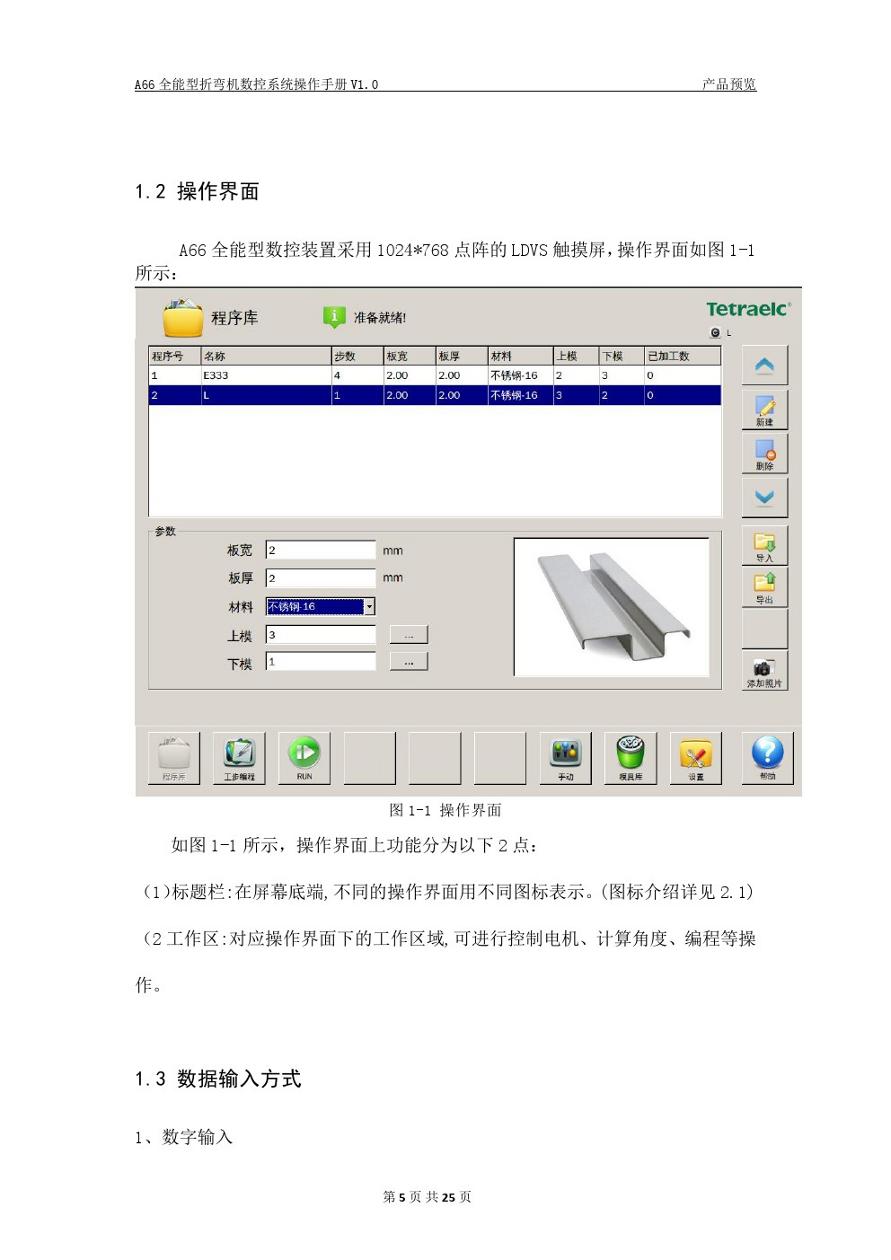 A66 全能型折弯机数控系统操作手册 V1.0 产品预览
1.2 操作界面
A66 全能型数控装置采用 1024*768 点阵的 LDVS 触摸屏,操作界面如图 1-1
所示:
程序库 准备就绪! Tetraelc
L
程序号 名称 步数 板宽 板厚 材料 上模 下模 已加工数
1 E333 4 2.00 2.00 不锈钢-16 2 3 0
2 L 1 2.00 2.00 不锈钢-16 3 2 0
新建
删除
参数
板宽 2 mm
导入
板厚 2 mm
导出
材料 不锈钢-16
上模 3 ...
下模 1 ...
添加照片
程序库 工步编程 RUN 手动 模具库 设置 帮助
图 1-1 操作界面
如图 1-1 所示，操作界面上功能分为以下 2 点:
(1)标题栏:在屏幕底端,不同的操作界面用不同图标表示。(图标介绍详见 2.1)
（2 工作区:对应操作界面下的工作区域,可进行控制电机、计算角度、编程等操
作。
1.3 数据输入方式
1、数字输入
第 5 页 共 25 页